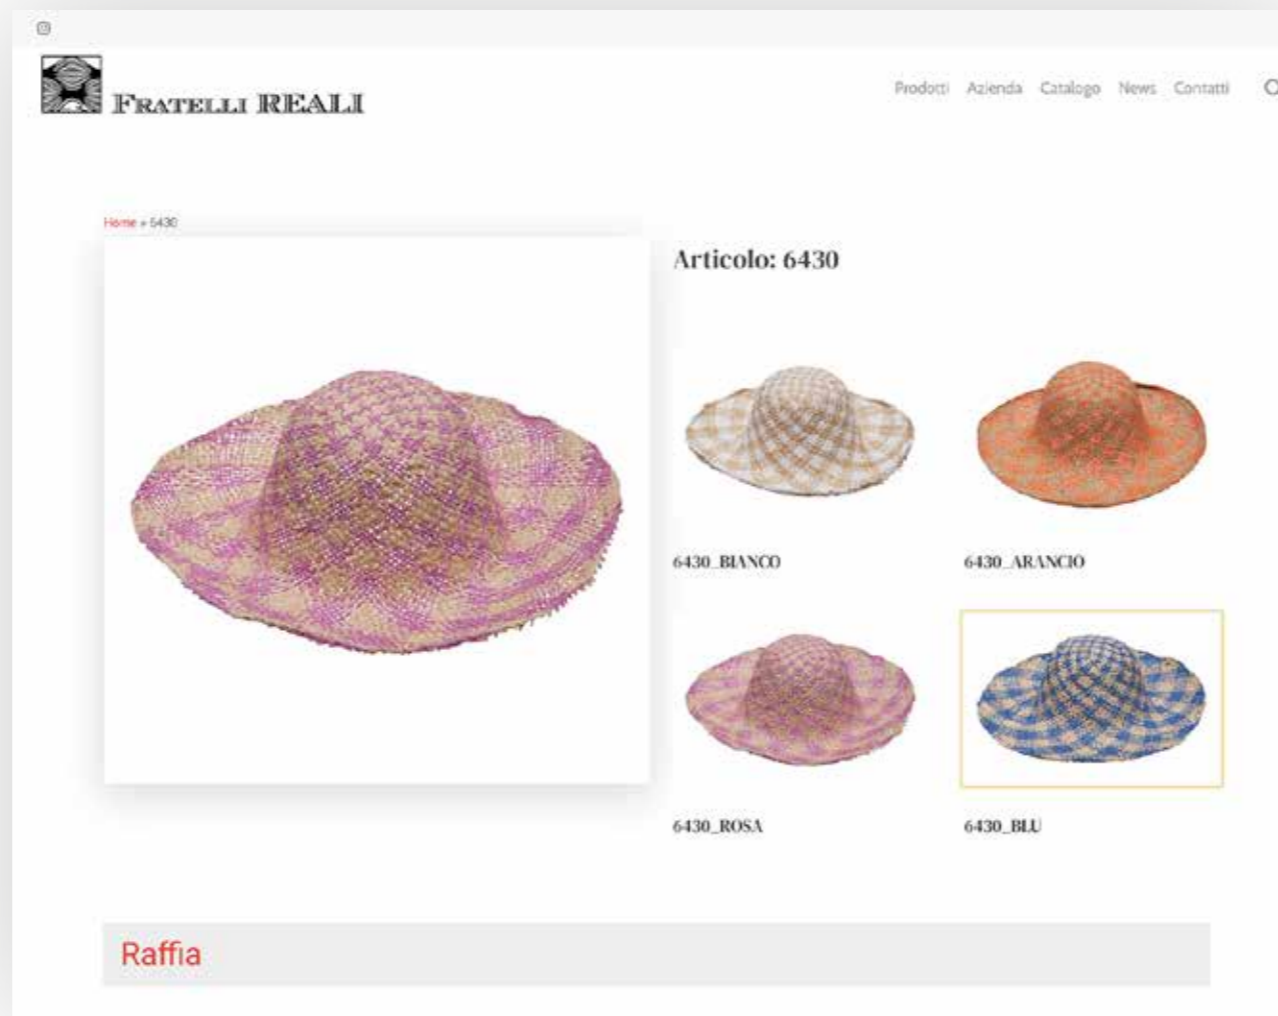 FRATELLI REALI
Prodotti Azienda Catalogo News Contatti
Home » 6430
Articolo: 6430
6430_BIANCO
6430_ARANCIO
6430_ROSA
6430_BLU
Raffia